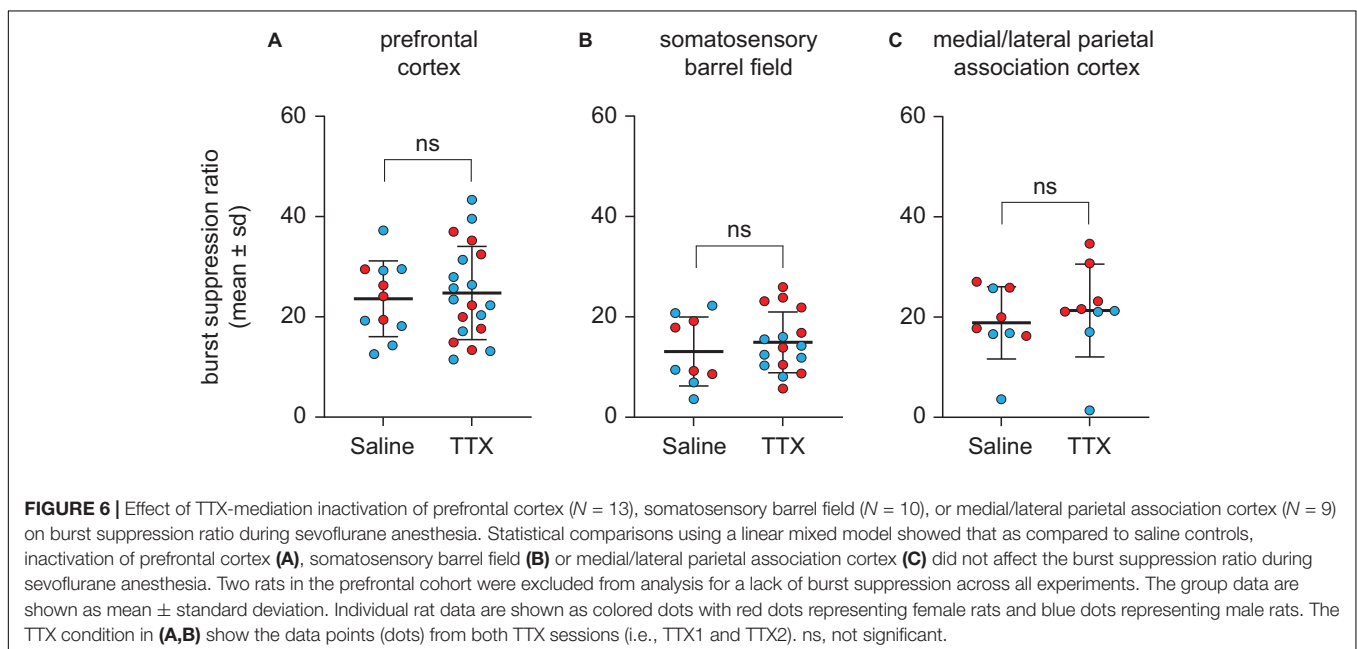 A
prefrontal
cortex
B
somatosensory
barrel field
C
medial/lateral parietal
association cortex
burst suppression ratio
(mean ± sd)
60
40
20
0
ns
Saline
TTX
60
40
20
0
ns
Saline
TTX
60
40
20
0
ns
Saline
TTX
FIGURE 6 | Effect of TTX-mediation inactivation of prefrontal cortex (N = 13), somatosensory barrel field (N = 10), or medial/lateral parietal association cortex (N = 9)
on burst suppression ratio during sevoflurane anesthesia. Statistical comparisons using a linear mixed model showed that as compared to saline controls,
inactivation of prefrontal cortex (A), somatosensory barrel field (B) or medial/lateral parietal association cortex (C) did not affect the burst suppression ratio during
sevoflurane anesthesia. Two rats in the prefrontal cohort were excluded from analysis for a lack of burst suppression across all experiments. The group data are
shown as mean ± standard deviation. Individual rat data are shown as colored dots with red dots representing female rats and blue dots representing male rats. The
TTX condition in (A,B) show the data points (dots) from both TTX sessions (i.e., TTX1 and TTX2). ns, not significant.